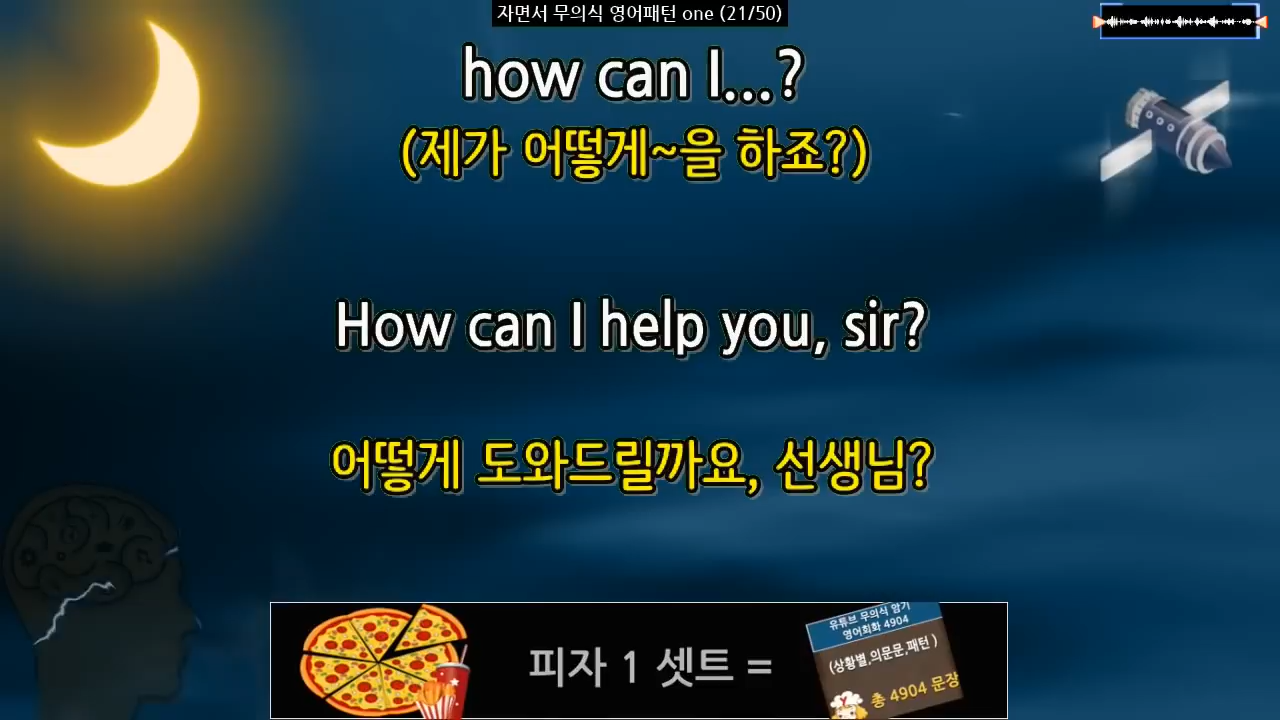 자면서 무의식 영어패턴 one (21/50)
how can I...?
(제가 어떻게~을 하죠?)
How can I help you, sir?
어떻게 도와드릴까요, 선생님?
피자 1 셋트 =
유튜브 무의식 암기
영어회화 4904
(상황별,의문문,패턴 )
총 4904 문장